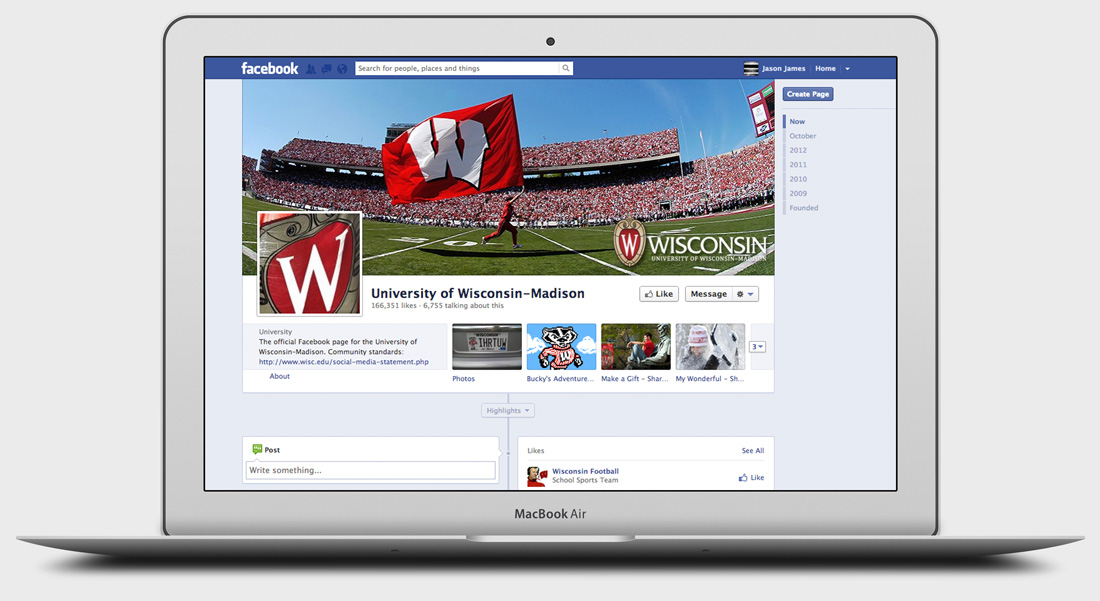 facebook
Search for people, places and things
Jason James
Home
Create Page
Now
October
2012
2011
2010
2009
Founded
W
2 0
WISCONSIN
UNIVERSITY OF WISCONSIN–MADISON
W
University of Wisconsin–Madison
166,351 likes · 6,755 talking about this
Like
Message
University
The official Facebook page for the University of
Wisconsin–Madison. Community standards:
http://www.wisc.edu/social-media-statement.php
About
IHRTUW
Photos
Bucky's Adventure...
Make a Gift – Shar...
My Wonderful – Sh...
3
Highlights
Post
Write something...
Likes
See All
Wisconsin Football
School Sports Team
Like
MacBook Air